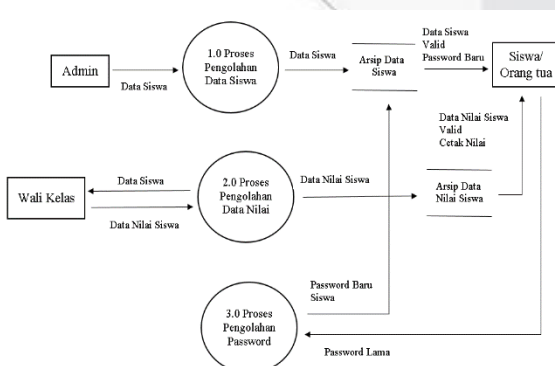 Admin
Data Siswa
1.0 Proses
Pengolahan
Data Siswa
Data Siswa
Arsip Data
Siswa
Data Siswa
Valid
Password Baru
Siswa/
Orang tua
Data Nilai Siswa
Valid
Cetak Nilai
Wali Kelas
Data Siswa
Data Nilai Siswa
2.0 Proses
Pengolahan
Data Nilai
Data Nilai Siswa
Arsip Data
Nilai Siswa
Password Baru
Siswa
3.0 Proses
Pengolahan
Password
Password Lama